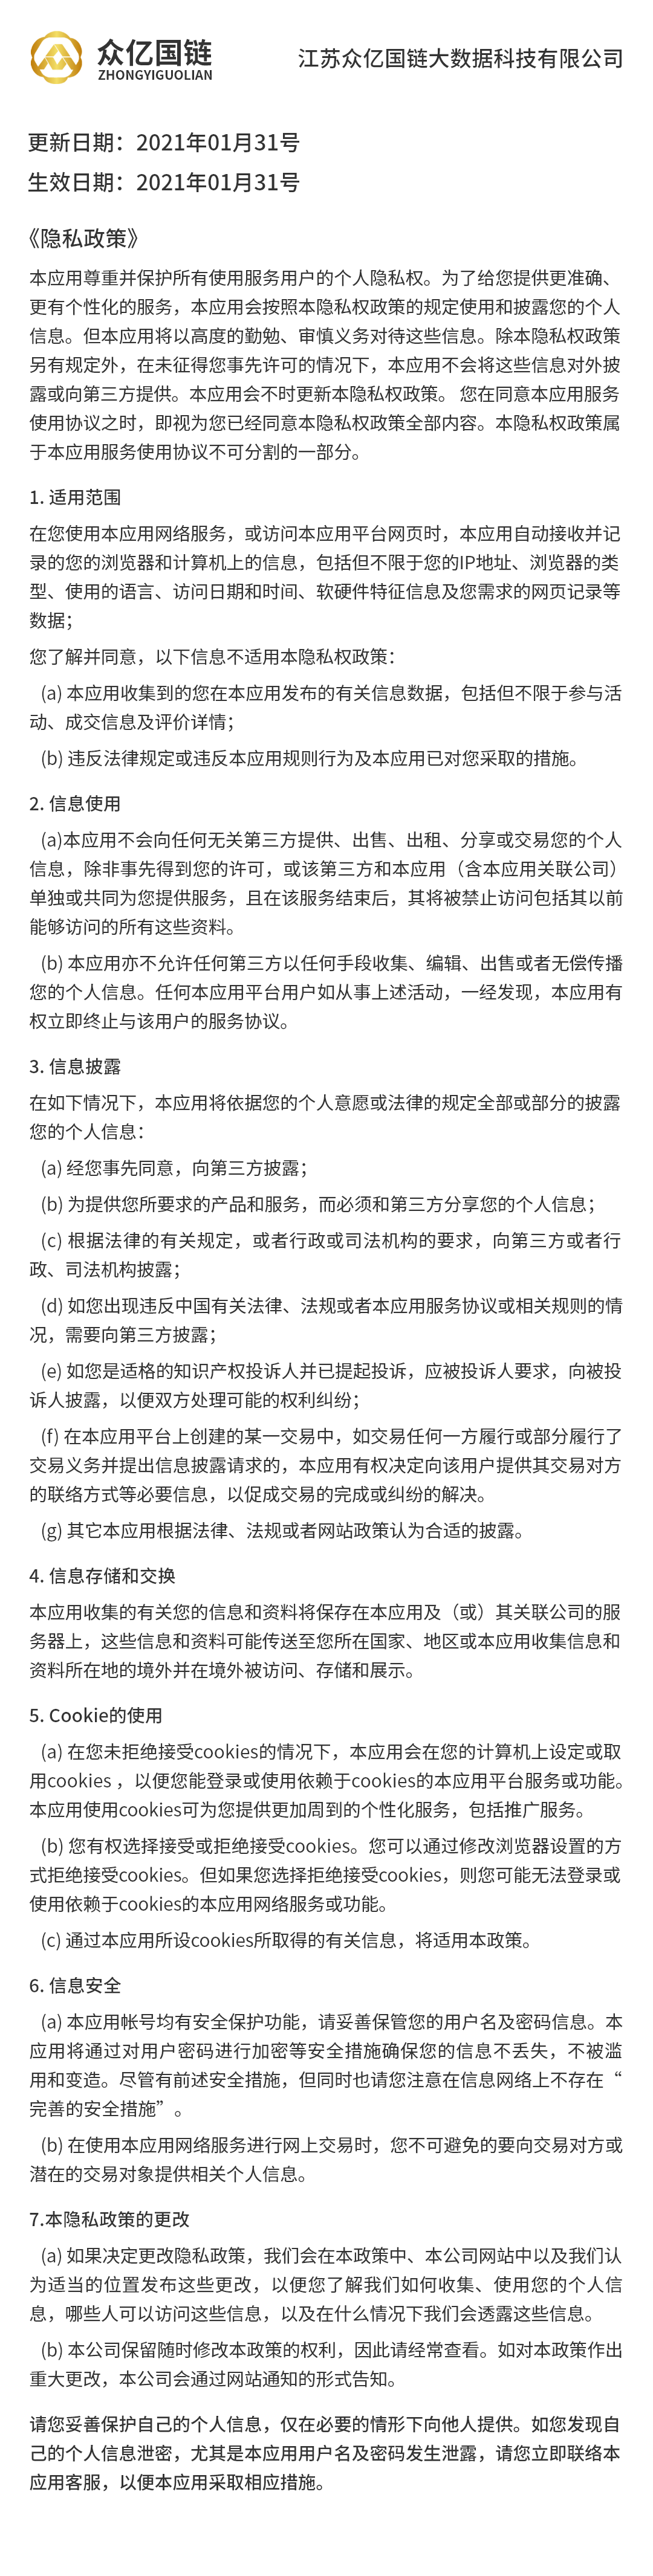 众亿国链
ZHONGYIGUOLIAN
江苏众亿国链大数据科技有限公司
更新日期：2021年01月31号
生效日期：2021年01月31号
《隐私政策》
本应用尊重并保护所有使用服务用户的个人隐私权。为了给您提供更准确、
更有个性化的服务，本应用会按照本隐私权政策的规定使用和披露您的个人
信息。但本应用将以高度的勤勉、审慎义务对待这些信息。除本隐私权政策
另有规定外，在未征得您事先许可的情况下，本应用不会将这些信息对外披
露或向第三方提供。本应用会不时更新本隐私权政策。 您在同意本应用服务
使用协议之时，即视为您已经同意本隐私权政策全部内容。本隐私权政策属
于本应用服务使用协议不可分割的一部分。
1. 适用范围
在您使用本应用网络服务，或访问本应用平台网页时，本应用自动接收并记
录的您的浏览器和计算机上的信息，包括但不限于您的IP地址、浏览器的类
型、使用的语言、访问日期和时间、软硬件特征信息及您需求的网页记录等
数据；
您了解并同意，以下信息不适用本隐私权政策：
(a) 本应用收集到的您在本应用发布的有关信息数据，包括但不限于参与活
动、成交信息及评价详情；
(b) 违反法律规定或违反本应用规则行为及本应用已对您采取的措施。
2. 信息使用
(a)本应用不会向任何无关第三方提供、出售、出租、分享或交易您的个人
信息，除非事先得到您的许可，或该第三方和本应用（含本应用关联公司）
单独或共同为您提供服务，且在该服务结束后，其将被禁止访问包括其以前
能够访问的所有这些资料。
(b) 本应用亦不允许任何第三方以任何手段收集、编辑、出售或者无偿传播
您的个人信息。任何本应用平台用户如从事上述活动，一经发现，本应用有
权立即终止与该用户的服务协议。
3. 信息披露
在如下情况下，本应用将依据您的个人意愿或法律的规定全部或部分的披露
您的个人信息：
(a) 经您事先同意，向第三方披露；
(b) 为提供您所要求的产品和服务，而必须和第三方分享您的个人信息；
(c) 根据法律的有关规定，或者行政或司法机构的要求，向第三方或者行
政、司法机构披露；
(d) 如您出现违反中国有关法律、法规或者本应用服务协议或相关规则的情
况，需要向第三方披露；
(e) 如您是适格的知识产权投诉人并已提起投诉，应被投诉人要求，向被投
诉人披露，以便双方处理可能的权利纠纷；
(f) 在本应用平台上创建的某一交易中，如交易任何一方履行或部分履行了
交易义务并提出信息披露请求的，本应用有权决定向该用户提供其交易对方
的联络方式等必要信息，以促成交易的完成或纠纷的解决。
(g) 其它本应用根据法律、法规或者网站政策认为合适的披露。
4. 信息存储和交换
本应用收集的有关您的信息和资料将保存在本应用及（或）其关联公司的服
务器上，这些信息和资料可能传送至您所在国家、地区或本应用收集信息和
资料所在地的境外并在境外被访问、存储和展示。
5. Cookie的使用
(a) 在您未拒绝接受cookies的情况下，本应用会在您的计算机上设定或取
用cookies ，以便您能登录或使用依赖于cookies的本应用平台服务或功能。
本应用使用cookies可为您提供更加周到的个性化服务，包括推广服务。
(b) 您有权选择接受或拒绝接受cookies。您可以通过修改浏览器设置的方
式拒绝接受cookies。但如果您选择拒绝接受cookies，则您可能无法登录或
使用依赖于cookies的本应用网络服务或功能。
(c) 通过本应用所设cookies所取得的有关信息，将适用本政策。
6. 信息安全
(a) 本应用帐号均有安全保护功能，请妥善保管您的用户名及密码信息。本
应用将通过对用户密码进行加密等安全措施确保您的信息不丢失，不被滥
用和变造。尽管有前述安全措施，但同时也请您注意在信息网络上不存在“
完善的安全措施”。
(b) 在使用本应用网络服务进行网上交易时，您不可避免的要向交易对方或
潜在的交易对象提供相关个人信息。
7.本隐私政策的更改
(a) 如果决定更改隐私政策，我们会在本政策中、本公司网站中以及我们认
为适当的位置发布这些更改，以便您了解我们如何收集、使用您的个人信
息，哪些人可以访问这些信息，以及在什么情况下我们会透露这些信息。
(b) 本公司保留随时修改本政策的权利，因此请经常查看。如对本政策作出
重大更改，本公司会通过网站通知的形式告知。
请您妥善保护自己的个人信息，仅在必要的情形下向他人提供。如您发现自
己的个人信息泄密，尤其是本应用用户名及密码发生泄露，请您立即联络本
应用客服，以便本应用采取相应措施。